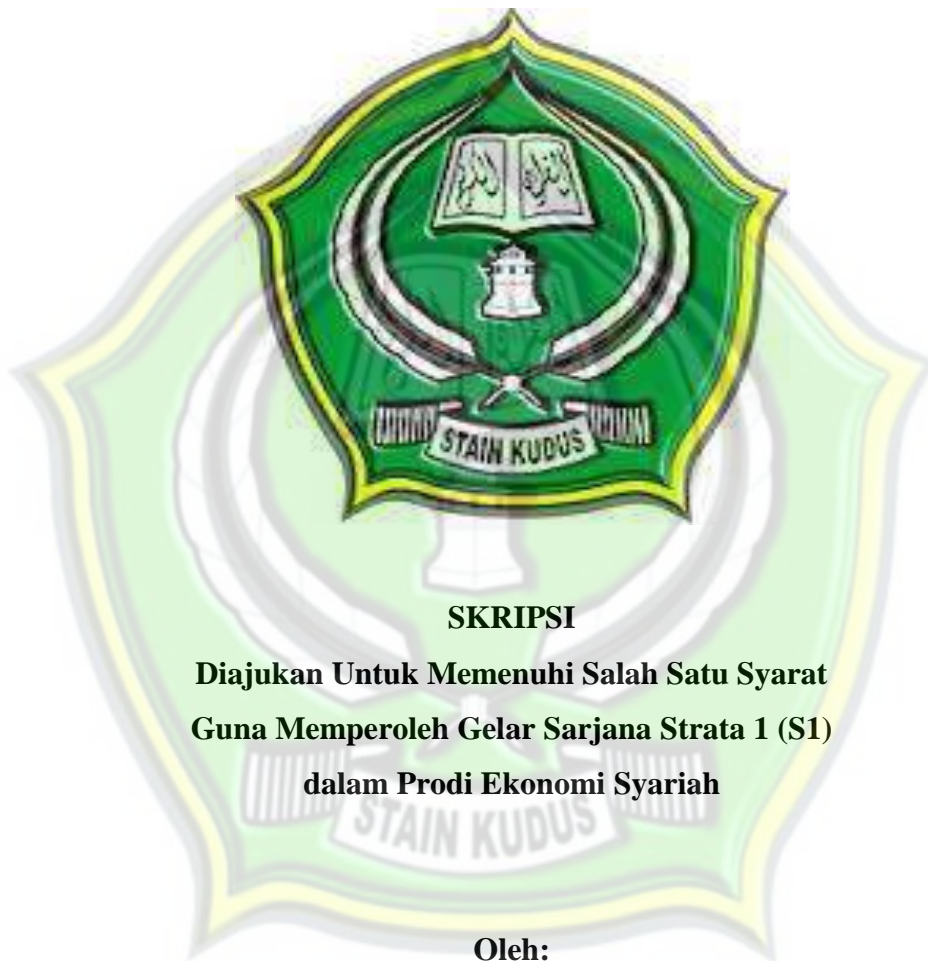 STAIN KUDUS
SKRIPSI
Diajukan Untuk Memenuhi Salah Satu Syarat
Guna Memperoleh Gelar Sarjana Strata 1 (S1)
dalam Prodi Ekonomi Syariah
STAIN KUDUS
Oleh: